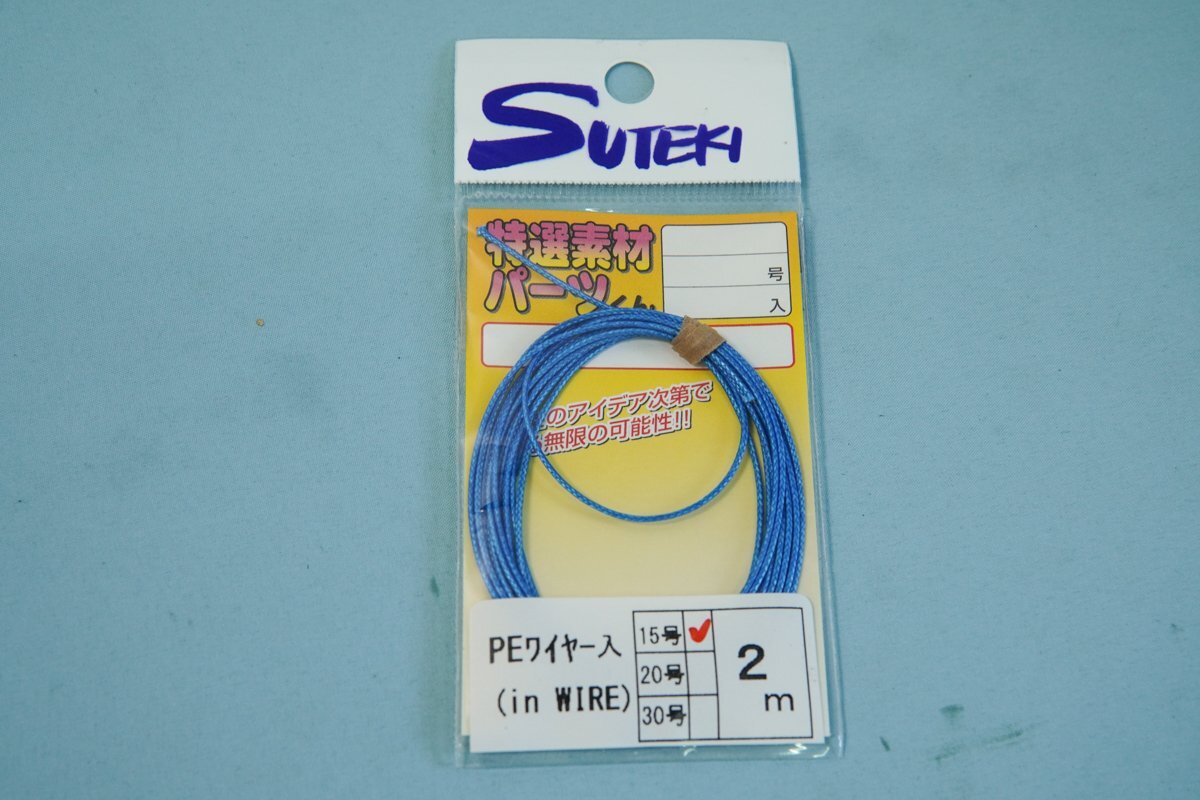 SUTEKI
特選素材
パーツ
号
入
のアイデア次第で
無限の可能性!!
PEワイヤー入
(in WIRE)
15号 ✓
20号
30号
2m